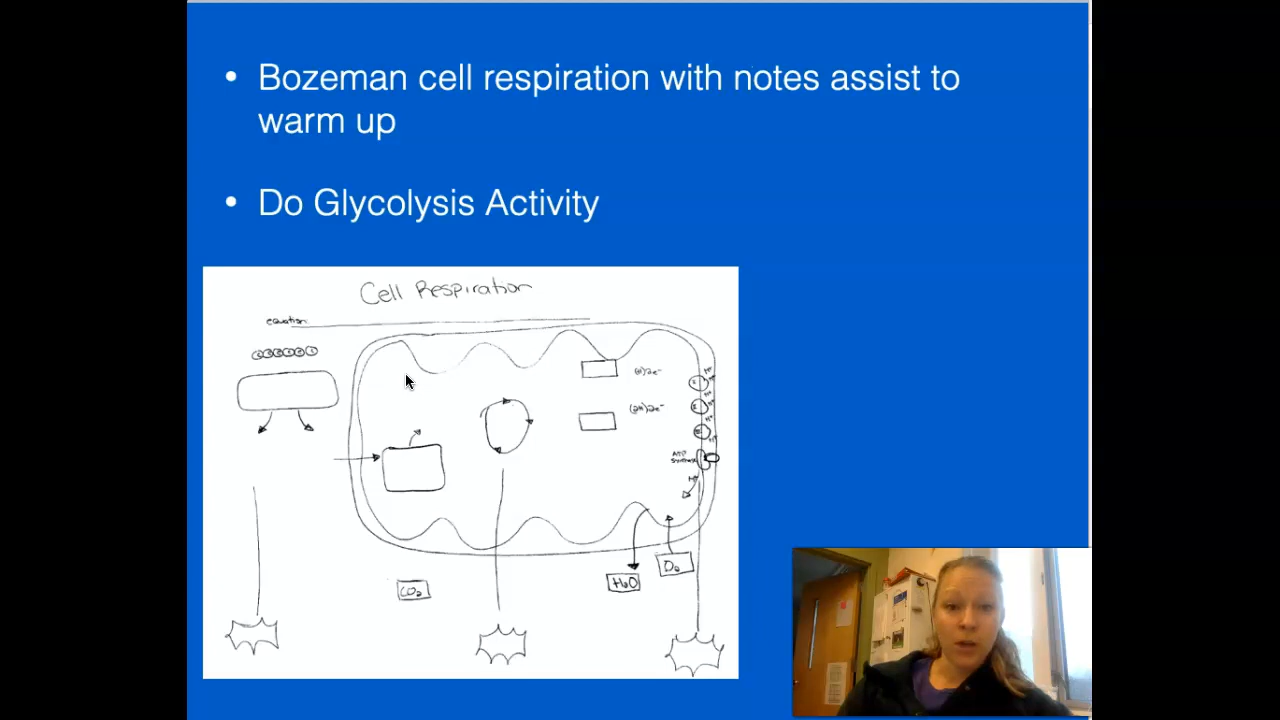 • Bozeman cell respiration with notes assist to
warm up
• Do Glycolysis Activity
Cell Respiration
equation
ATP
synthase
H₂O
O₂
CO₂